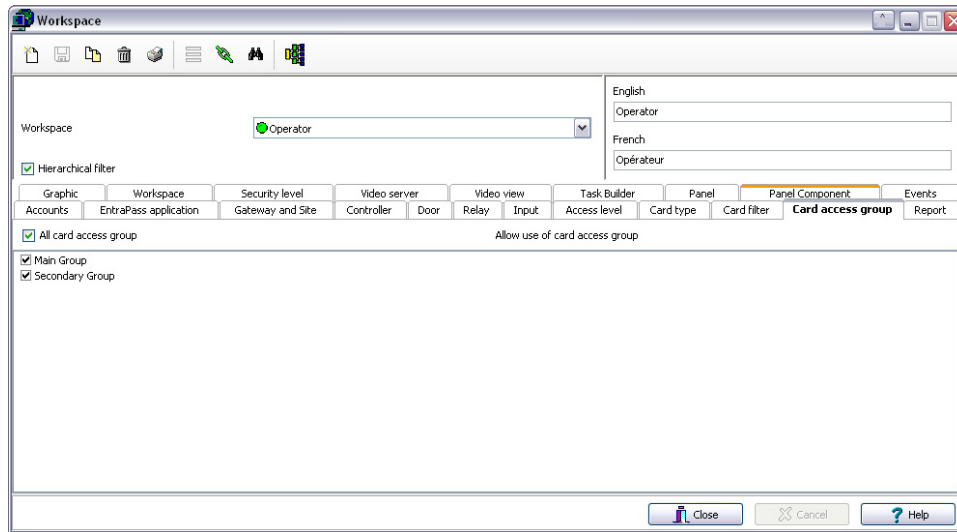 Workspace
English
Operator
Workspace
Operator
French
Opérateur
Hierarchical filter
Graphic Workspace Security level Video server Video view Task Builder Panel Panel Component Events
Accounts EntraPass application Gateway and Site Controller Door Relay Input Access level Card type Card filter Card access group Report
All card access group Allow use of card access group
Main Group
Secondary Group
Close Cancel Help